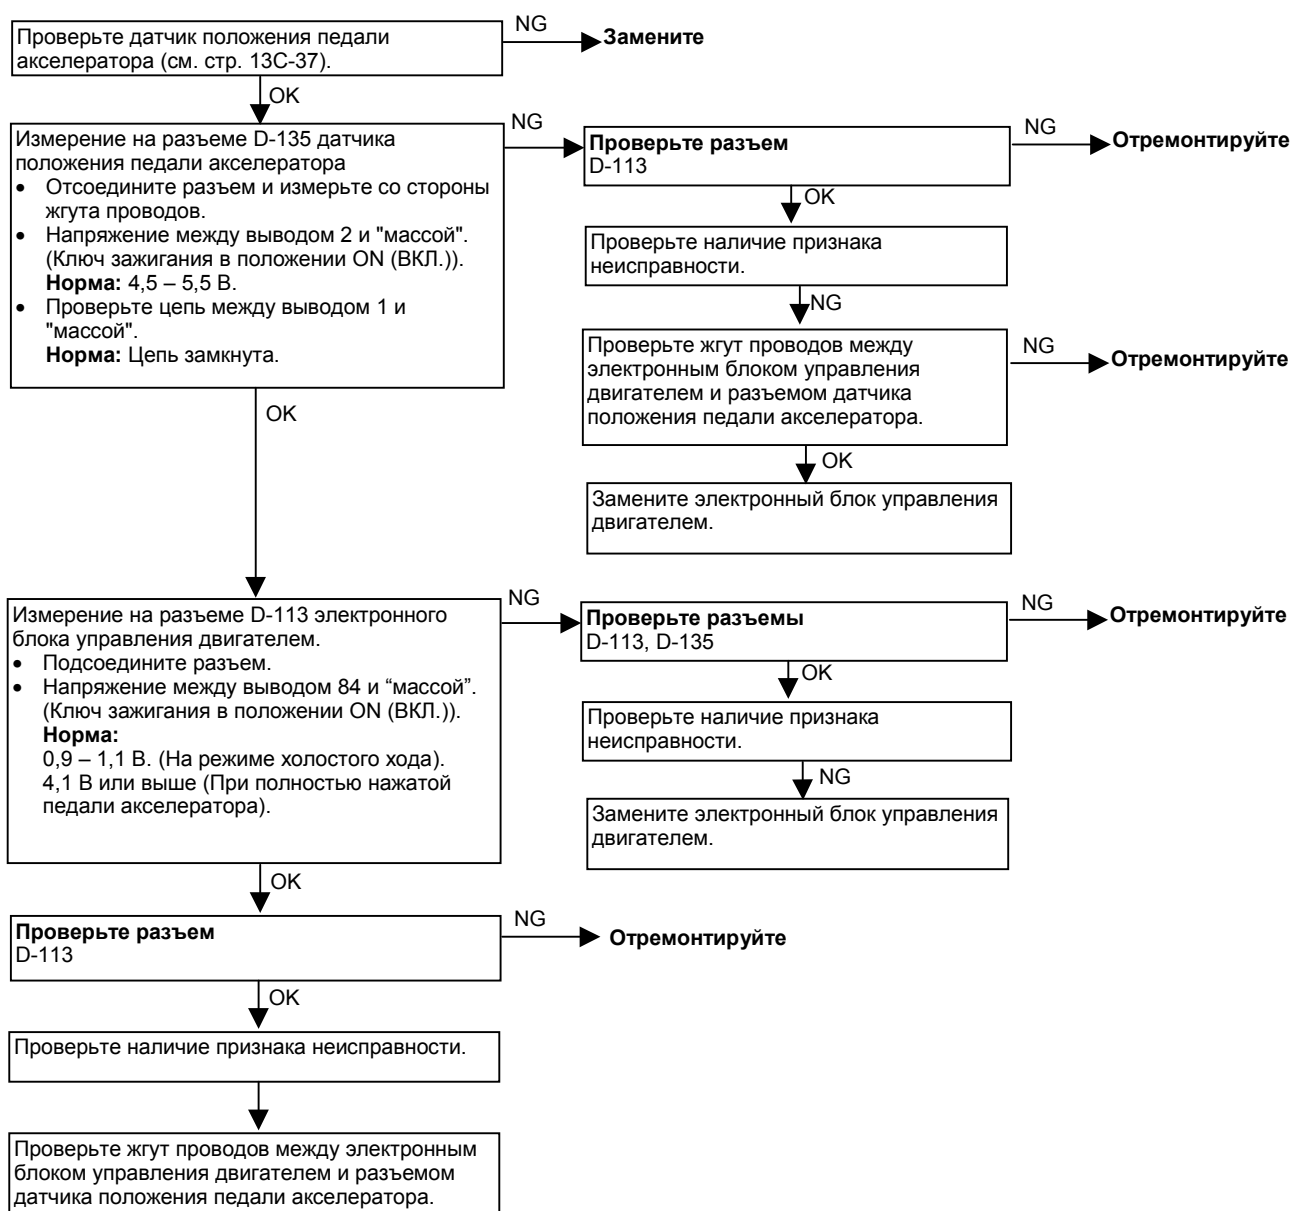 Проверьте датчик положения педали
акселератора (см. стр. 13C-37).
NG
Замените
OK
Измерение на разъеме D-135 датчика
положения педали акселератора
• Отсоедините разъем и измерьте со стороны
жгута проводов.
• Напряжение между выводом 2 и "массой".
(Ключ зажигания в положении ON (ВКЛ.)).
Норма: 4,5 – 5,5 В.
• Проверьте цепь между выводом 1 и
"массой".
Норма: Цепь замкнута.
NG
Проверьте разъем
D-113
NG
Отремонтируйте
OK
Проверьте наличие признака
неисправности.
NG
Проверьте жгут проводов между
электронным блоком управления
двигателем и разъемом датчика
положения педали акселератора.
NG
Отремонтируйте
OK
Замените электронный блок управления
двигателем.
OK
Измерение на разъеме D-113 электронного
блока управления двигателем.
• Подсоедините разъем.
• Напряжение между выводом 84 и “массой”.
(Ключ зажигания в положении ON (ВКЛ.)).
Норма:
0,9 – 1,1 В. (На режиме холостого хода).
4,1 В или выше (При полностью нажатой
педали акселератора).
NG
Проверьте разъемы
D-113, D-135
NG
Отремонтируйте
OK
Проверьте наличие признака
неисправности.
NG
Замените электронный блок управления
двигателем.
OK
Проверьте разъем
D-113
NG
Отремонтируйте
OK
Проверьте наличие признака неисправности.
Проверьте жгут проводов между электронным
блоком управления двигателем и разъемом
датчика положения педали акселератора.